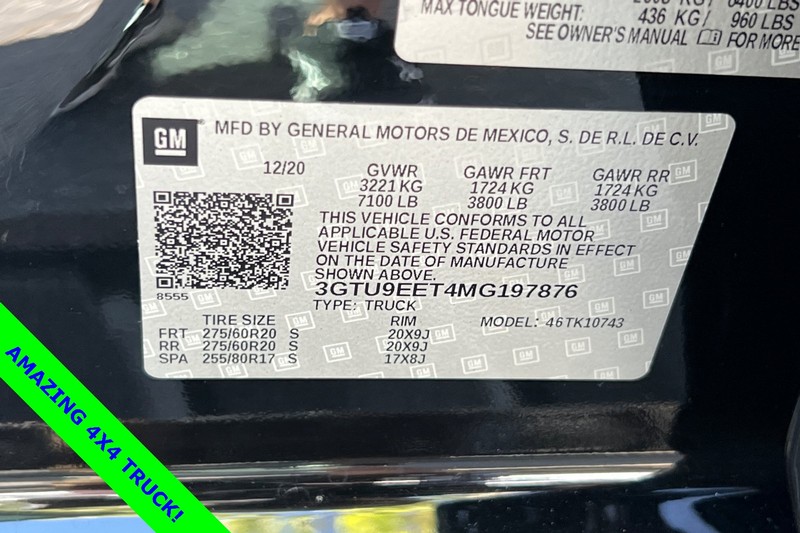 MAX TONGUE WEIGHT: 436 KG/ 960 LBS
SEE OWNER'S MANUAL FOR MORE
GM
MFD BY GENERAL MOTORS DE MEXICO, S. DE R.L. DE C.V.
12/20 GVWR GAWR FRT GAWR RR
3221 KG 1724 KG 1724 KG
7100 LB 3800 LB 3800 LB
THIS VEHICLE CONFORMS TO ALL
APPLICABLE U.S. FEDERAL MOTOR
VEHICLE SAFETY STANDARDS IN EFFECT
ON THE DATE OF MANUFACTURE
SHOWN ABOVE.
8555
3GTU9EET4MG197876
TYPE: TRUCK
TIRE SIZE RIM MODEL: 46TK10743
FRT 275/60R20 S 20X9J
RR 275/60R20 S 20X9J
SPA 255/80R17 S 17X8J
AMAZING 4X4 TRUCK!